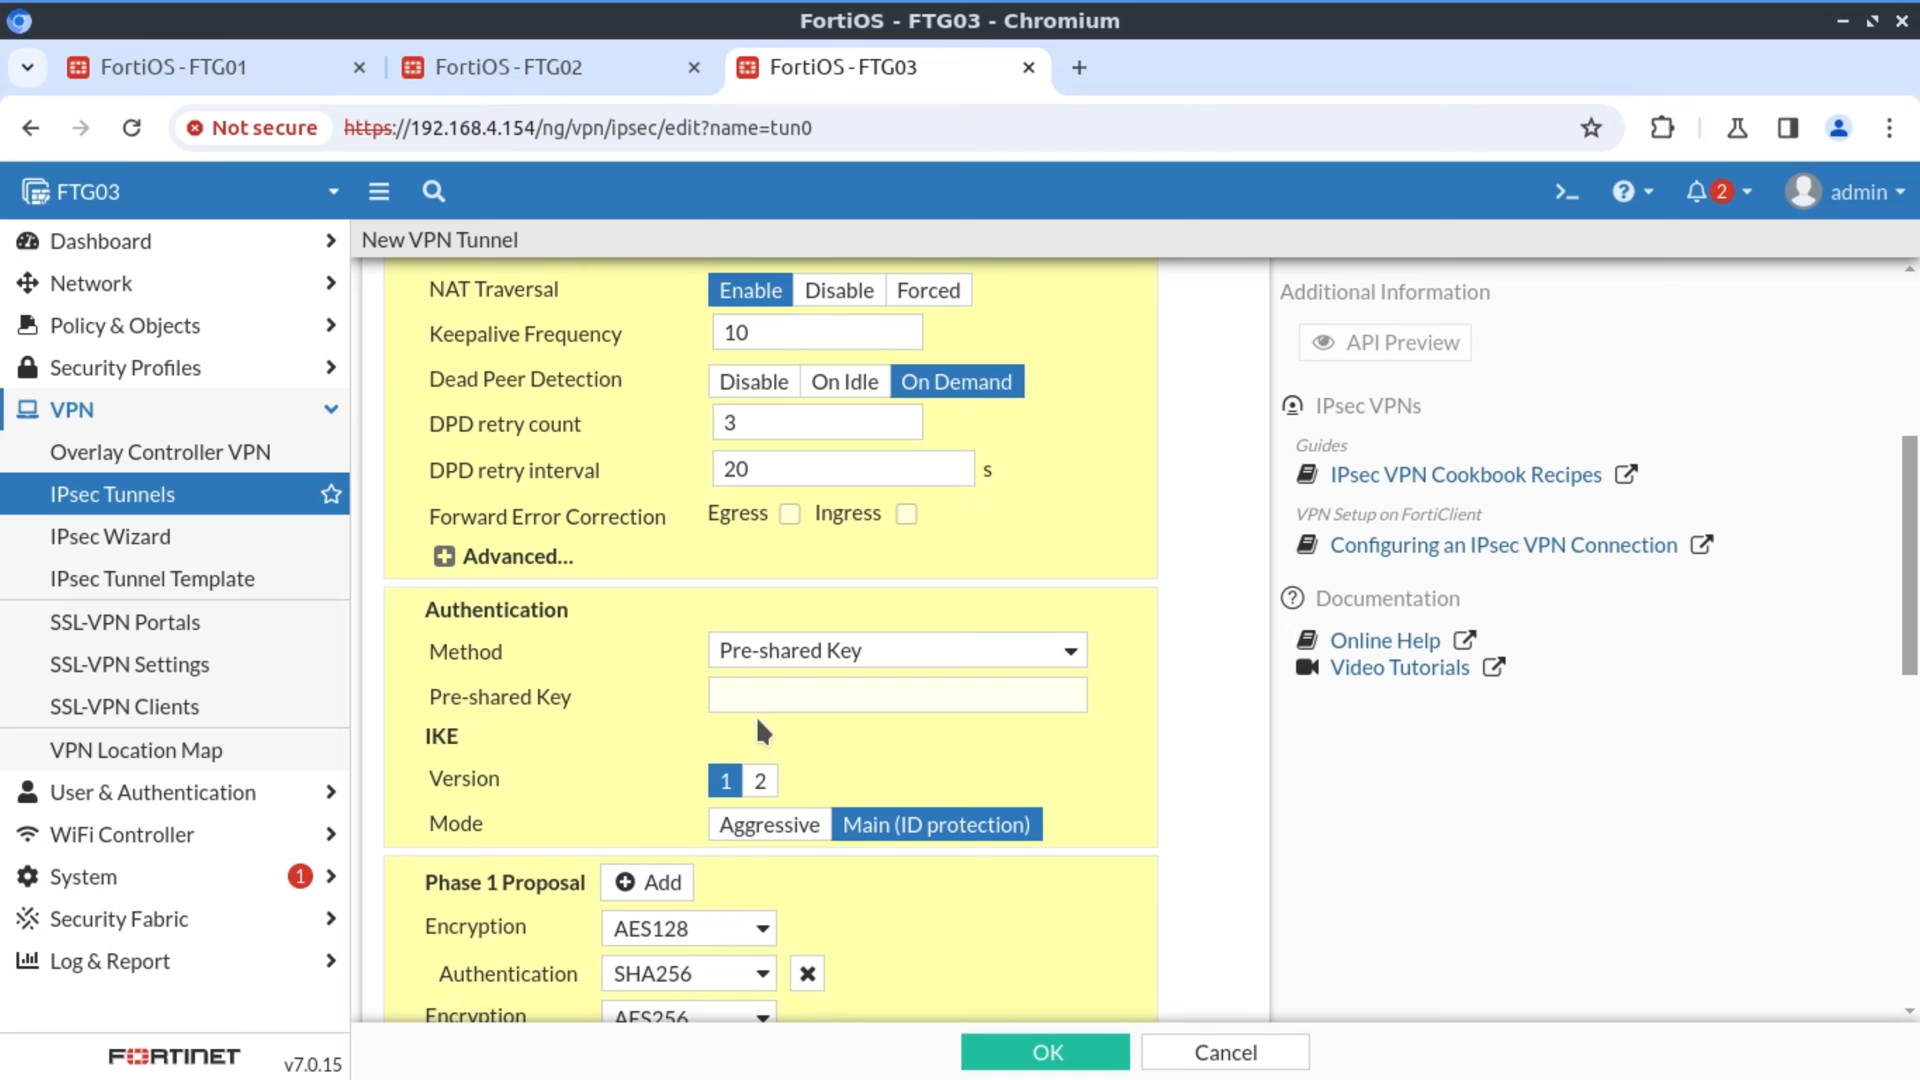 FortiOS - FTG03 - Chromium
FortiOS - FTG01
FortiOS - FTG02
FortiOS - FTG03
Not secure
https://192.168.4.154/ng/vpn/ipsec/edit?name=tun0
FTG03
2
admin
Dashboard
Network
Policy & Objects
Security Profiles
VPN
Overlay Controller VPN
IPsec Tunnels
IPsec Wizard
IPsec Tunnel Template
SSL-VPN Portals
SSL-VPN Settings
SSL-VPN Clients
VPN Location Map
User & Authentication
WiFi Controller
System 1
Security Fabric
Log & Report
FORTINET v7.0.15
New VPN Tunnel
NAT Traversal Enable Disable Forced
Keepalive Frequency 10
Dead Peer Detection Disable On Idle On Demand
DPD retry count 3
DPD retry interval 20 s
Forward Error Correction Egress Ingress
Advanced...
Authentication
Method Pre-shared Key
Pre-shared Key
IKE
Version 1 2
Mode Aggressive Main (ID protection)
Phase 1 Proposal Add
Encryption AES128
Authentication SHA256
Encryption AES256
OK Cancel
Additional Information
API Preview
IPsec VPNs
Guides
IPsec VPN Cookbook Recipes
VPN Setup on FortiClient
Configuring an IPsec VPN Connection
Documentation
Online Help
Video Tutorials